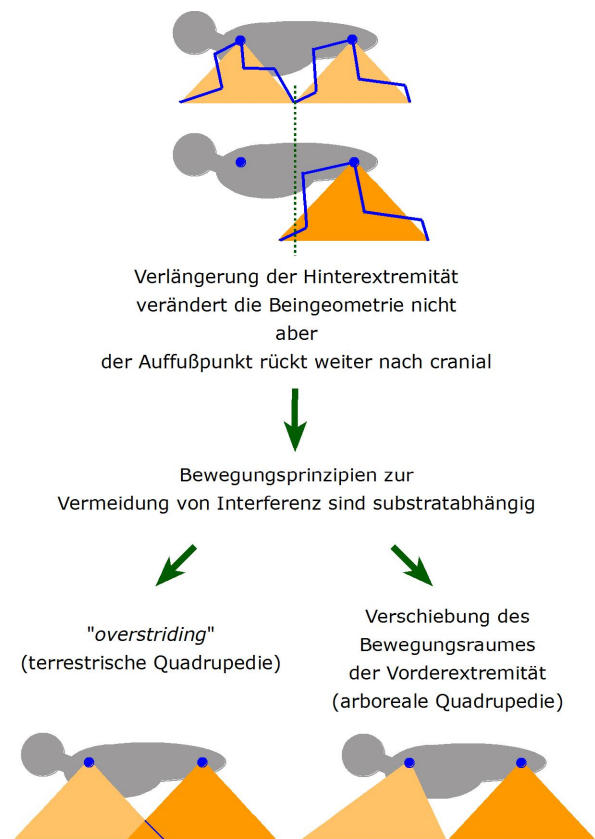 Verlängerung der Hinterextremität
verändert die Beingeometrie nicht
aber
der Auffußpunkt rückt weiter nach cranial
Bewegungsprinzipien zur
Vermeidung von Interferenz sind substratabhängig
"overstriding"
(terrestrische Quadrupedie)
Verschiebung des
Bewegungsraumes
der Vorderextremität
(arboreale Quadrupedie)